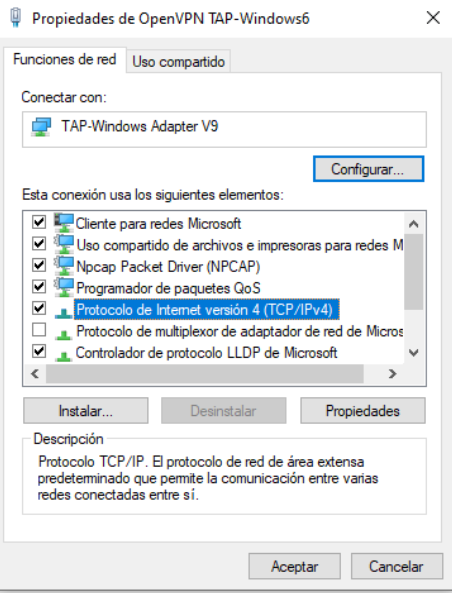 Propiedades de OpenVPN TAP-Windows6
Funciones de red
Uso compartido
Conectar con:
TAP-Windows Adapter V9
Configurar...
Esta conexión usa los siguientes elementos:
Cliente para redes Microsoft
Uso compartido de archivos e impresoras para redes M
Npcap Packet Driver (NPCAP)
Programador de paquetes QoS
Protocolo de Internet versión 4 (TCP/IPv4)
Protocolo de multiplexor de adaptador de red de Micros
Controlador de protocolo LLDP de Microsoft
Instalar...
Desinstalar
Propiedades
Descripción
Protocolo TCP/IP. El protocolo de red de área extensa
predeterminado que permite la comunicación entre varias
redes conectadas entre sí.
Aceptar
Cancelar